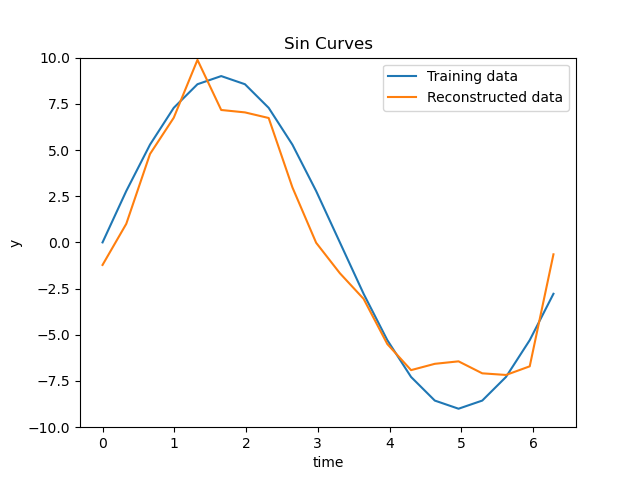 Sin Curves
Training data
Reconstructed data
10.0
7.5
5.0
2.5
0.0
−2.5
−5.0
−7.5
−10.0
y
0 1 2 3 4 5 6
time